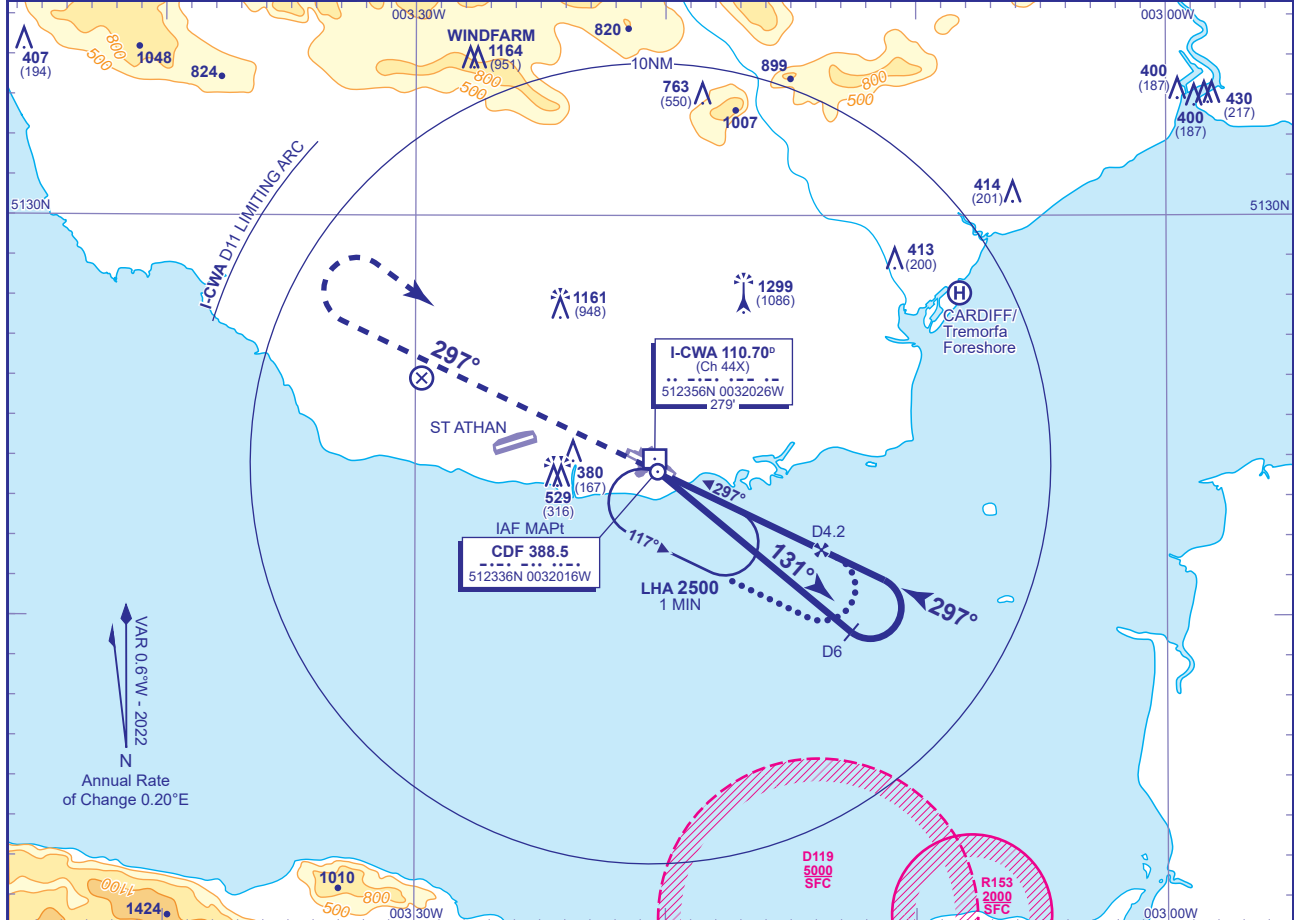 003 30W
003 00W
407
(194)
800
500
1048
824
WINDFARM
1164
(951)
800
500
820
10NM
763
(550)
1007
899
800
500
400
(187)
400
(187)
430
(217)
5130N
5130N
I-CWA D11 LIMITING ARC
414
(201)
413
(200)
H
CARDIFF/
Tremorfa
Foreshore
1161
(948)
1299
(1086)
297°
I-CWA 110.70ᴰ
(Ch 44X)
512356N 0032026W
279'
ST ATHAN
380
(167)
529
(316)
IAF MAPt
CDF 388.5
512336N 0032016W
297°
117°
131°
D4.2
LHA 2500
1 MIN
297°
D6
VAR 0.6°W - 2022
N
Annual Rate
of Change 0.20°E
D119
5000
SFC
R153
2000
SFC
1100
1424
1010
800
500
003 30W
003 00W